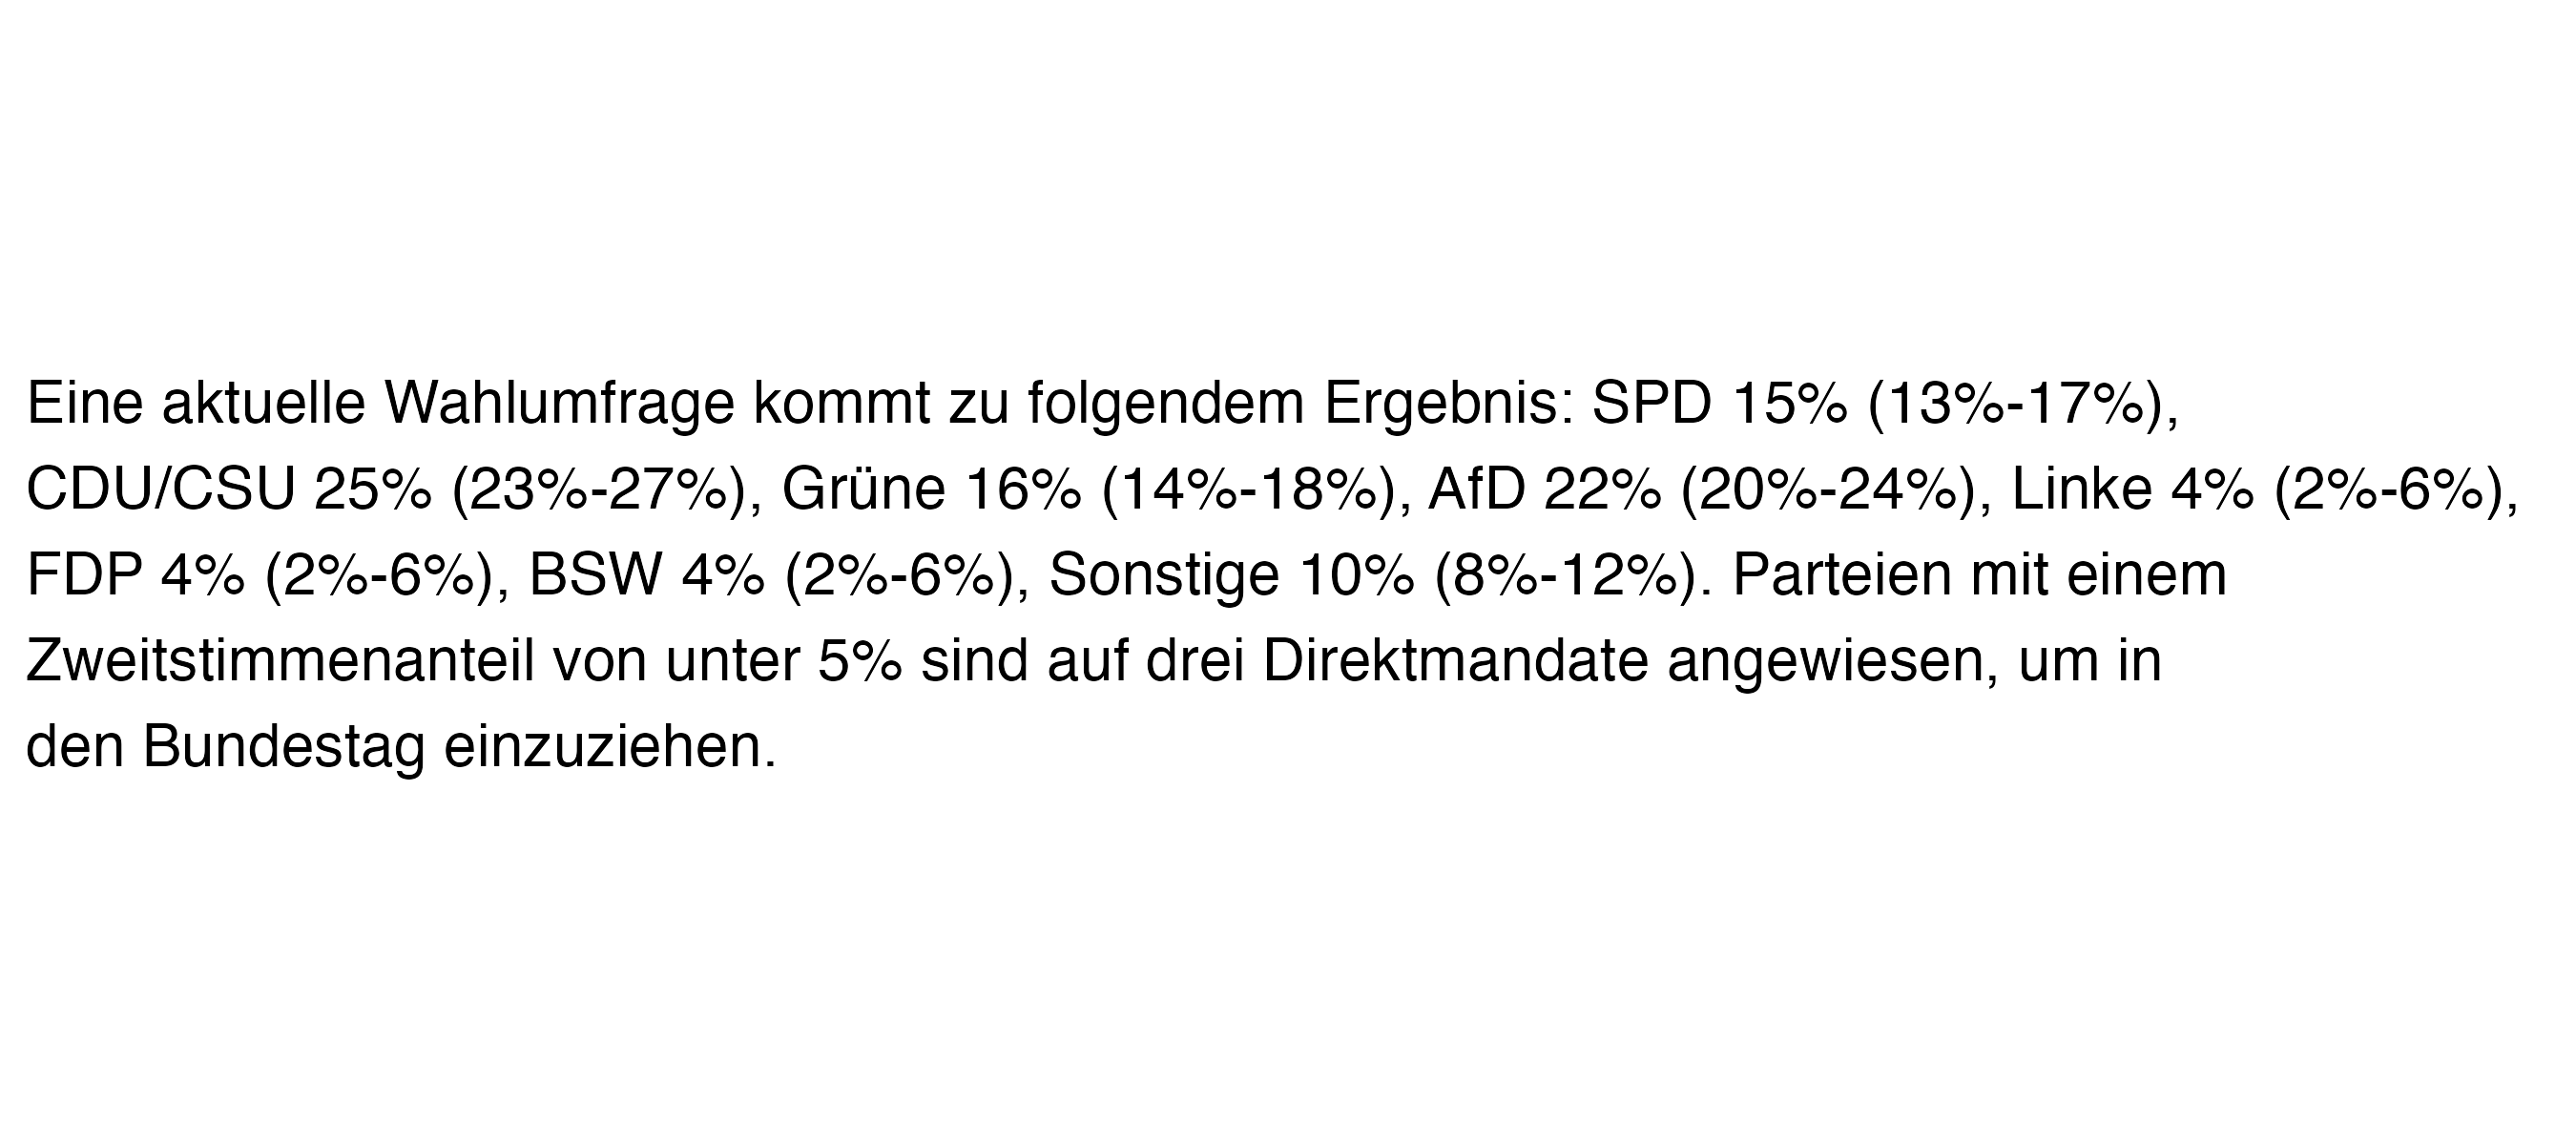 Eine aktuelle Wahlumfrage kommt zu folgendem Ergebnis: SPD 15% (13%-17%),
CDU/CSU 25% (23%-27%), Grüne 16% (14%-18%), AfD 22% (20%-24%), Linke 4% (2%-6%),
FDP 4% (2%-6%), BSW 4% (2%-6%), Sonstige 10% (8%-12%). Parteien mit einem
Zweitstimmenanteil von unter 5% sind auf drei Direktmandate angewiesen, um in
den Bundestag einzuziehen.